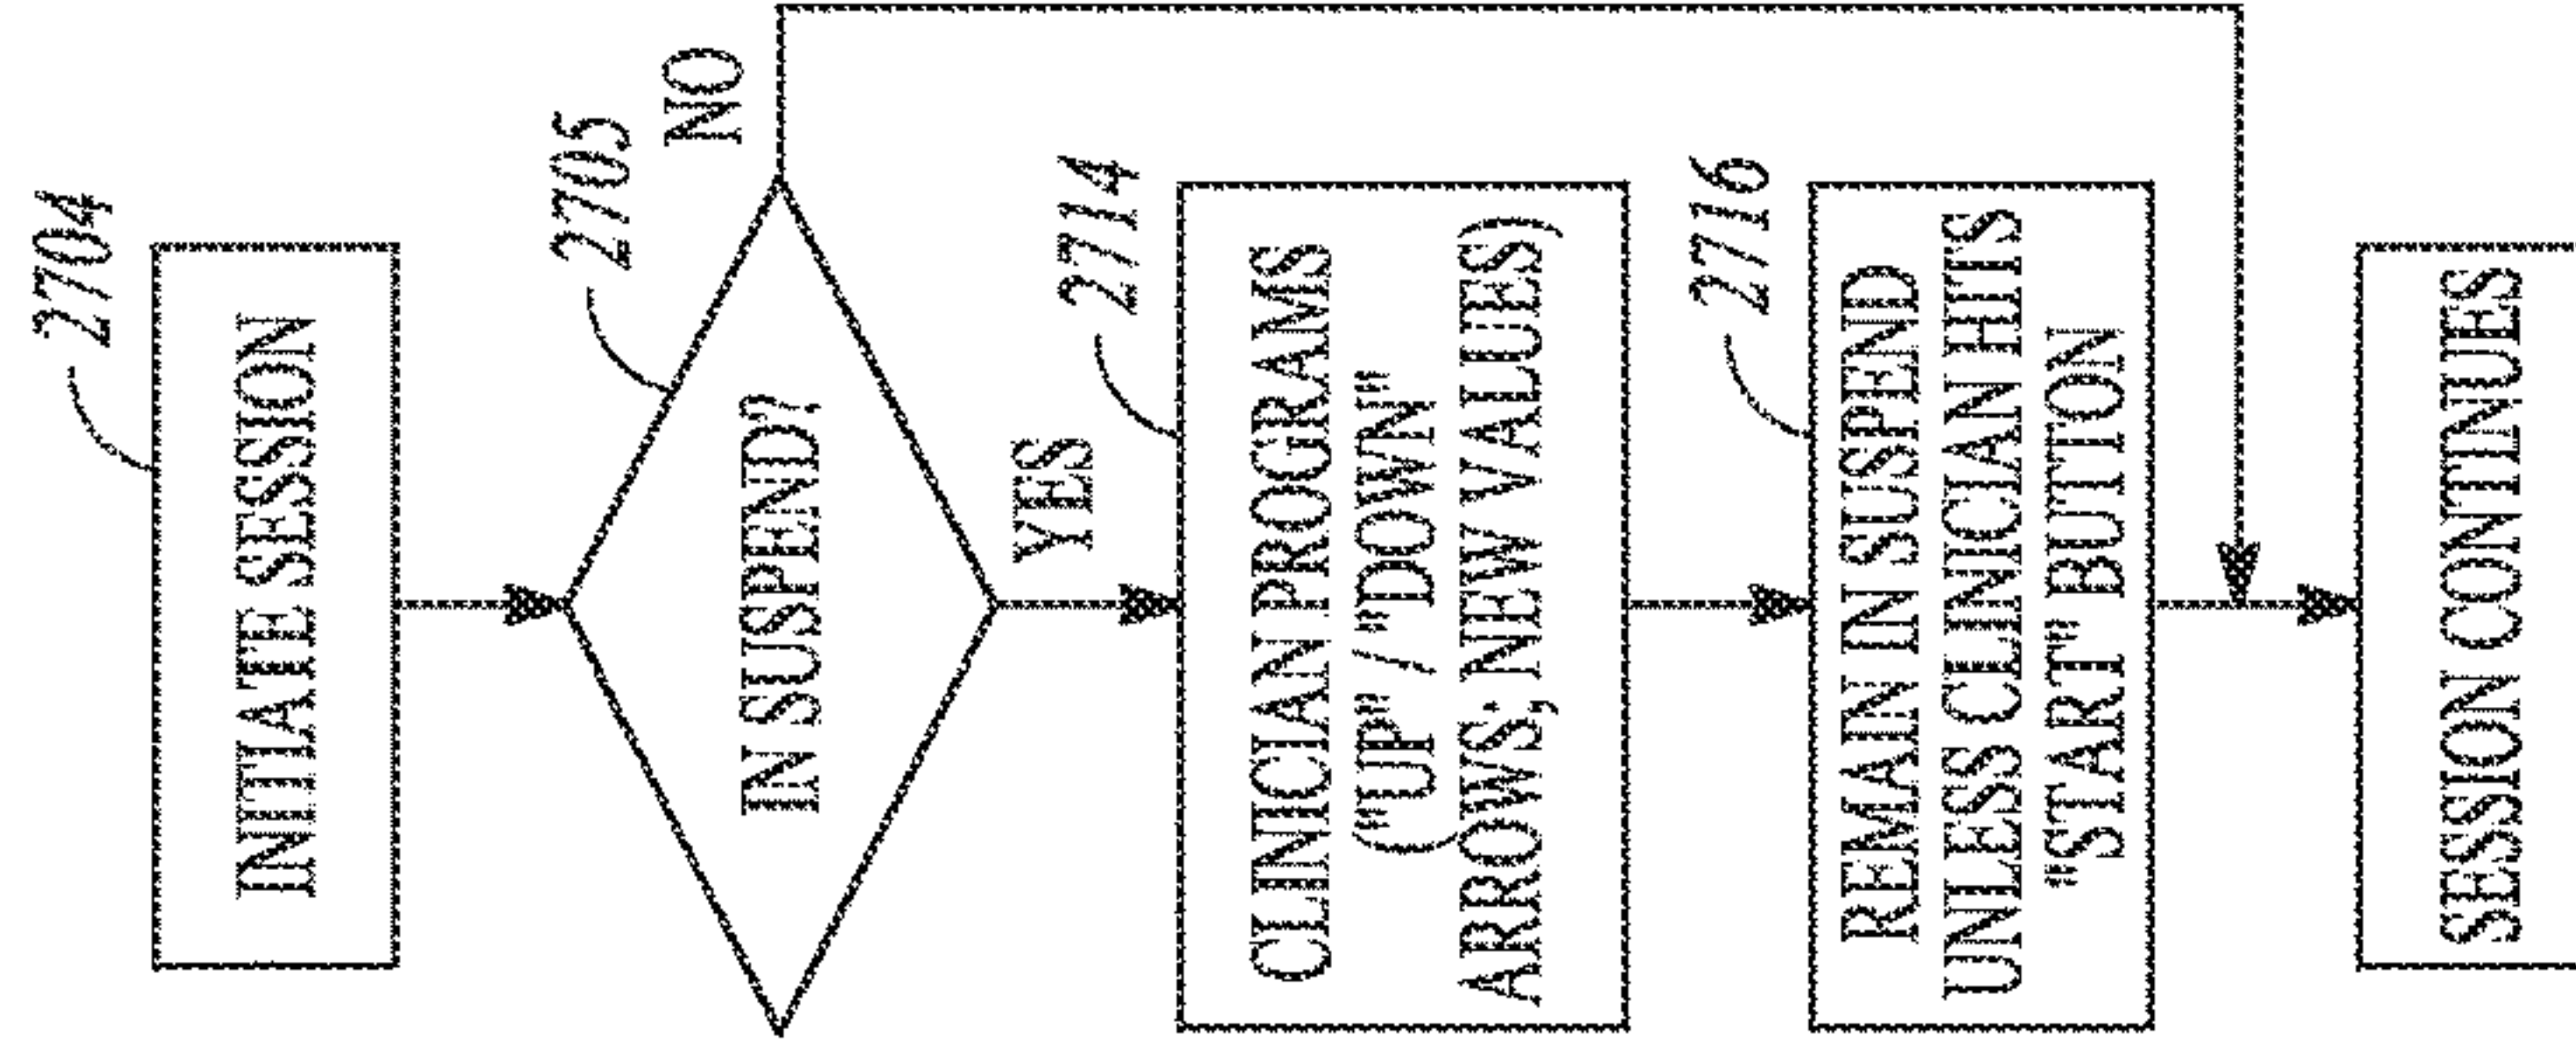 2704
INITIATE SESSION
2705
IN SUSPEND?
NO
YES
2714
CLINICIAN PROGRAMS
("UP" / "DOWN"
ARROWS; NEW VALUES)
2716
REMAIN IN SUSPEND
UNLESS CLINICIAN HITS
"START" BUTTION
SESSION CONTINUES